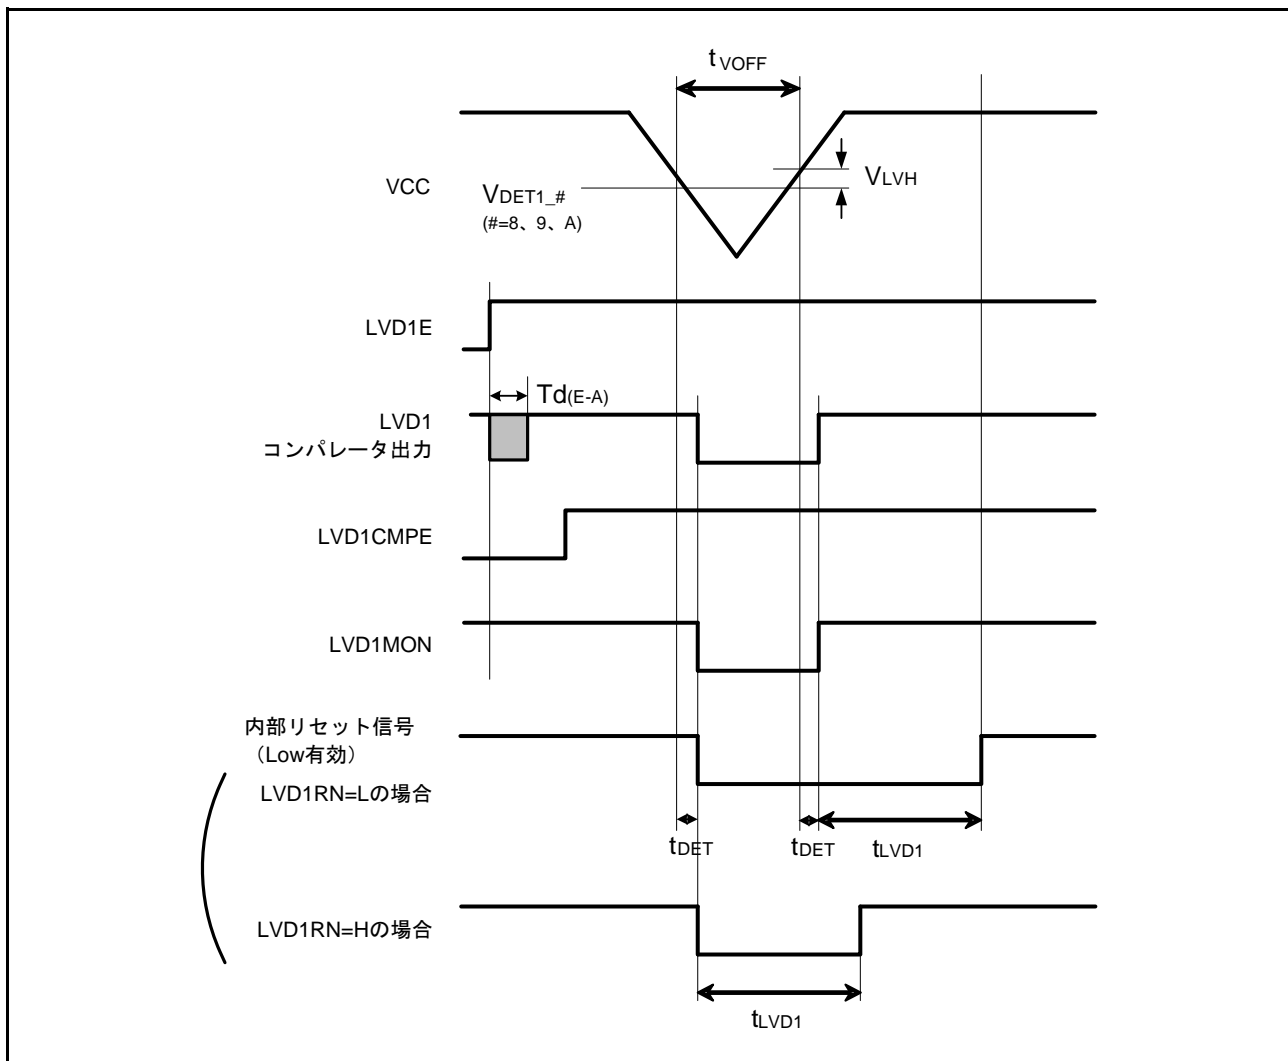 tVOFF
VCC
VDET1_#
(#=8、9、A)
VLVH
LVD1E
Td(E-A)
LVD1
コンパレータ出力
LVD1CMPE
LVD1MON
内部リセット信号
（Low有効）
LVD1RN=Lの場合
tDET
tDET
tLVD1
LVD1RN=Hの場合
tLVD1